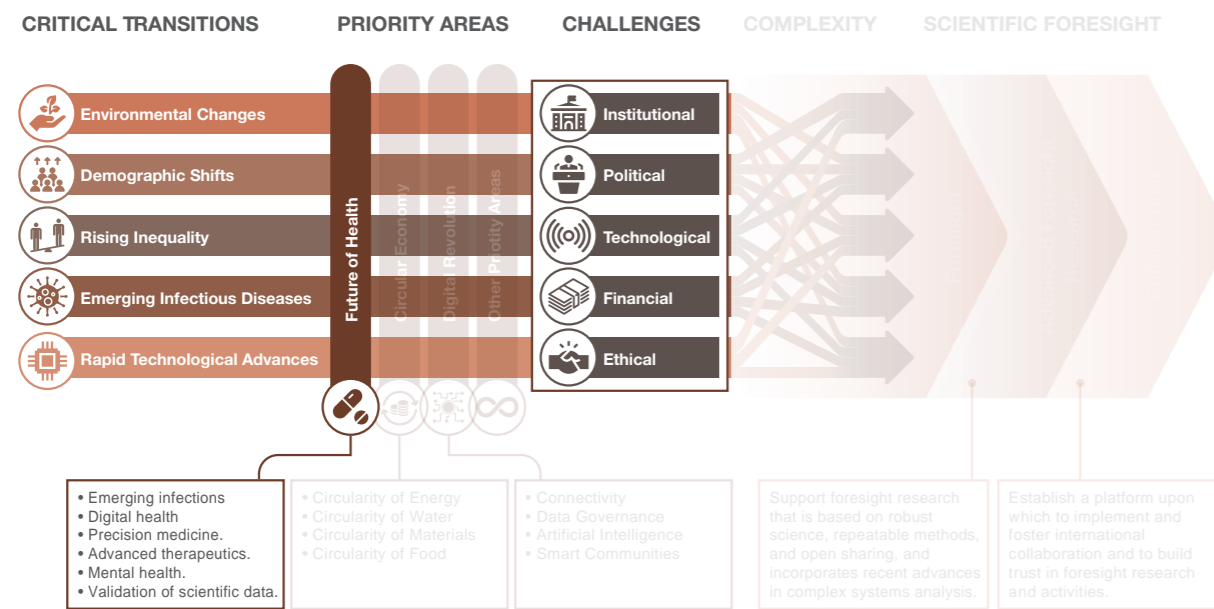 CRITICAL TRANSITIONS
PRIORITY AREAS
CHALLENGES
COMPLEXITY
SCIENTIFIC FORESIGHT
Environmental Changes
Demographic Shifts
Rising Inequality
Emerging Infectious Diseases
Rapid Technological Advances
Future of Health
Circular Economy
Digital Revolution
Other Priotity Areas
Institutional
Political
Technological
Financial
Ethical
• Emerging infections
• Digital health
• Precision medicine.
• Advanced therapeutics.
• Mental health.
• Validation of scientific data.
• Circularity of Energy
• Circularity of Water
• Circularity of Materials
• Circularity of Food
• Connectivity
• Data Governance
• Artificial Intelligence
• Smart Communities
Support foresight research
that is based on robust
science, repeatable methods,
and open sharing, and
incorporates recent advances
in complex systems analysis.
Establish a platform upon
which to implement and
foster international
collaboration and to build
trust in foresight research
and activities.